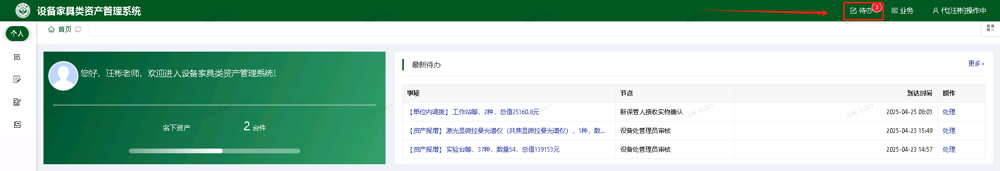 设备家具类资产管理系统
待办 3
业务
代[汪彬]操作中
个人
首页
您好，汪彬老师，欢迎进入设备家具类资产管理系统!
名下资产
2 台件
最新待办
更多>
事项 节点 到达时间 操作
【单位内调拨】 工作站等，2种，总值25360.8元 新保管人接收实物确认 2025-04-25 08:03 处理
【资产报增】 激光显微拉曼光谱仪（共焦显微拉曼光谱仪），1种，数... 设备处管理员审核 2025-04-23 15:49 处理
【资产报增】 实验台等，37种，数量54，总值139153元 设备处管理员审核 2025-04-23 14:57 处理
汪彬 b267